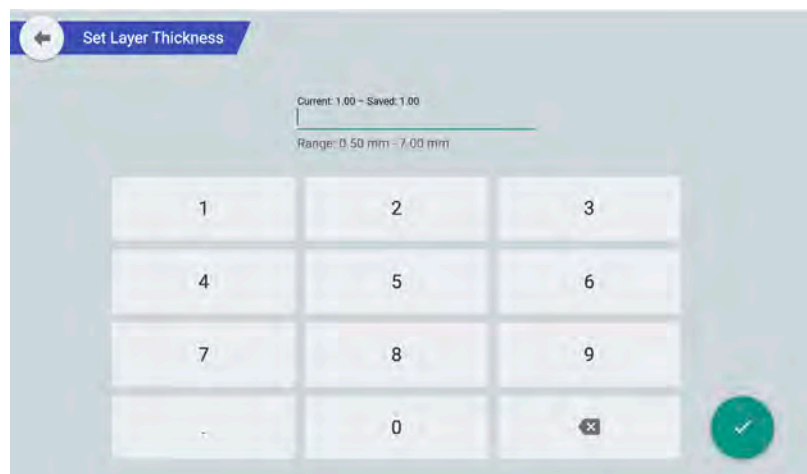 Set Layer Thickness
Current: 1.00 – Saved: 1.00
Range: 0.50 mm - 7.00 mm
1 2 3
4 5 6
7 8 9
. 0